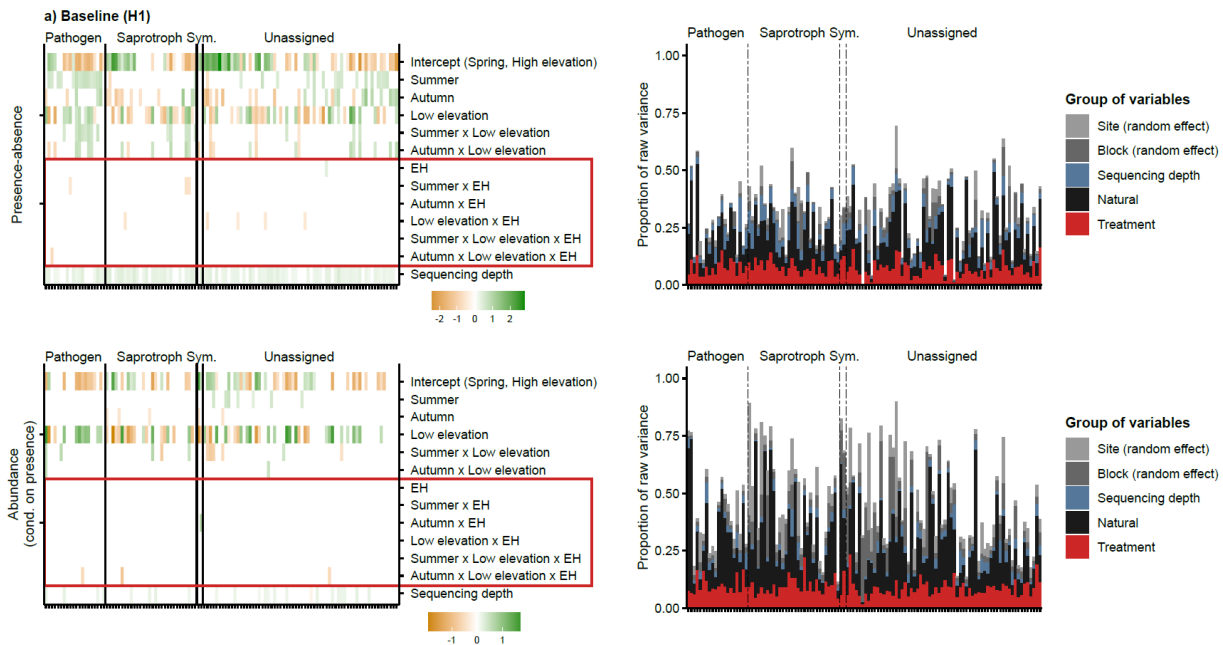 a) Baseline (H1)
Pathogen Saprotroph Sym. Unassigned
Presence-absence
Intercept (Spring, High elevation)
Summer
Autumn
Low elevation
Summer x Low elevation
Autumn x Low elevation
EH
Summer x EH
Autumn x EH
Low elevation x EH
Summer x Low elevation x EH
Autumn x Low elevation x EH
Sequencing depth
-2 -1 0 1 2
Pathogen Saprotroph Sym. Unassigned
Proportion of raw variance
1.00
0.75
0.50
0.25
0.00
Group of variables
Site (random effect)
Block (random effect)
Sequencing depth
Natural
Treatment
Pathogen Saprotroph Sym. Unassigned
Abundance
(cond. on presence)
Intercept (Spring, High elevation)
Summer
Autumn
Low elevation
Summer x Low elevation
Autumn x Low elevation
EH
Summer x EH
Autumn x EH
Low elevation x EH
Summer x Low elevation x EH
Autumn x Low elevation x EH
Sequencing depth
-1 0 1
Pathogen Saprotroph Sym. Unassigned
Proportion of raw variance
1.00
0.75
0.50
0.25
0.00
Group of variables
Site (random effect)
Block (random effect)
Sequencing depth
Natural
Treatment